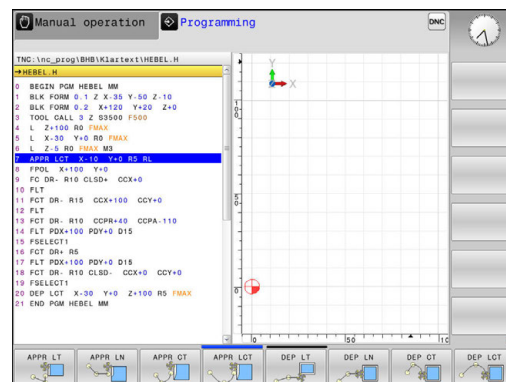 Manual operation
Programming
DNC
TNC:\nc_prog\BHB\Klartext\HEBEL.H
→HEBEL.H
0 BEGIN PGM HEBEL MM
1 BLK FORM 0.1 Z X-35 Y-50 Z-10
2 BLK FORM 0.2 X+120 Y+20 Z+0
3 TOOL CALL 3 Z S3500 F500
4 L Z+100 R0 FMAX
5 L X-30 Y+0 R0 FMAX
6 L Z-5 R0 FMAX M3
7 APPR LCT X-10 Y+0 R5 RL
8 FPOL X+100 Y+0
9 FC DR- R10 CLSD+ CCX+0
10 FLT
11 FCT DR- R15 CCX+100 CCY+0
12 FLT
13 FCT DR- R10 CCPR+40 CCPA-110
14 FLT PDX+100 PDY+0 D15
15 FSELECT1
16 FCT DR+ R5
17 FLT PDX+100 PDY+0 D15
18 FCT DR- R10 CLSD- CCX+0 CCY+0
19 FSELECT1
20 DEP LCT X-30 Y+0 Z+100 R5 FMAX
21 END PGM HEBEL MM
Y
X
100
50
0
0
50
APPR LT
APPR LN
APPR CT
APPR LCT
DEP LT
DEP LN
DEP CT
DEP LCT